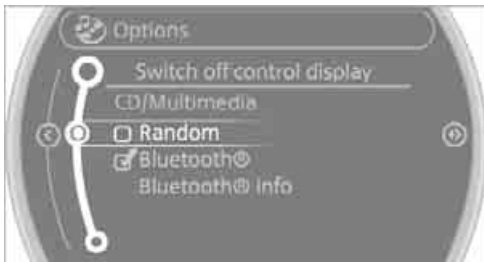 Options
Switch off control display
CD/Multimedia
Random
Bluetooth®
Bluetooth® info